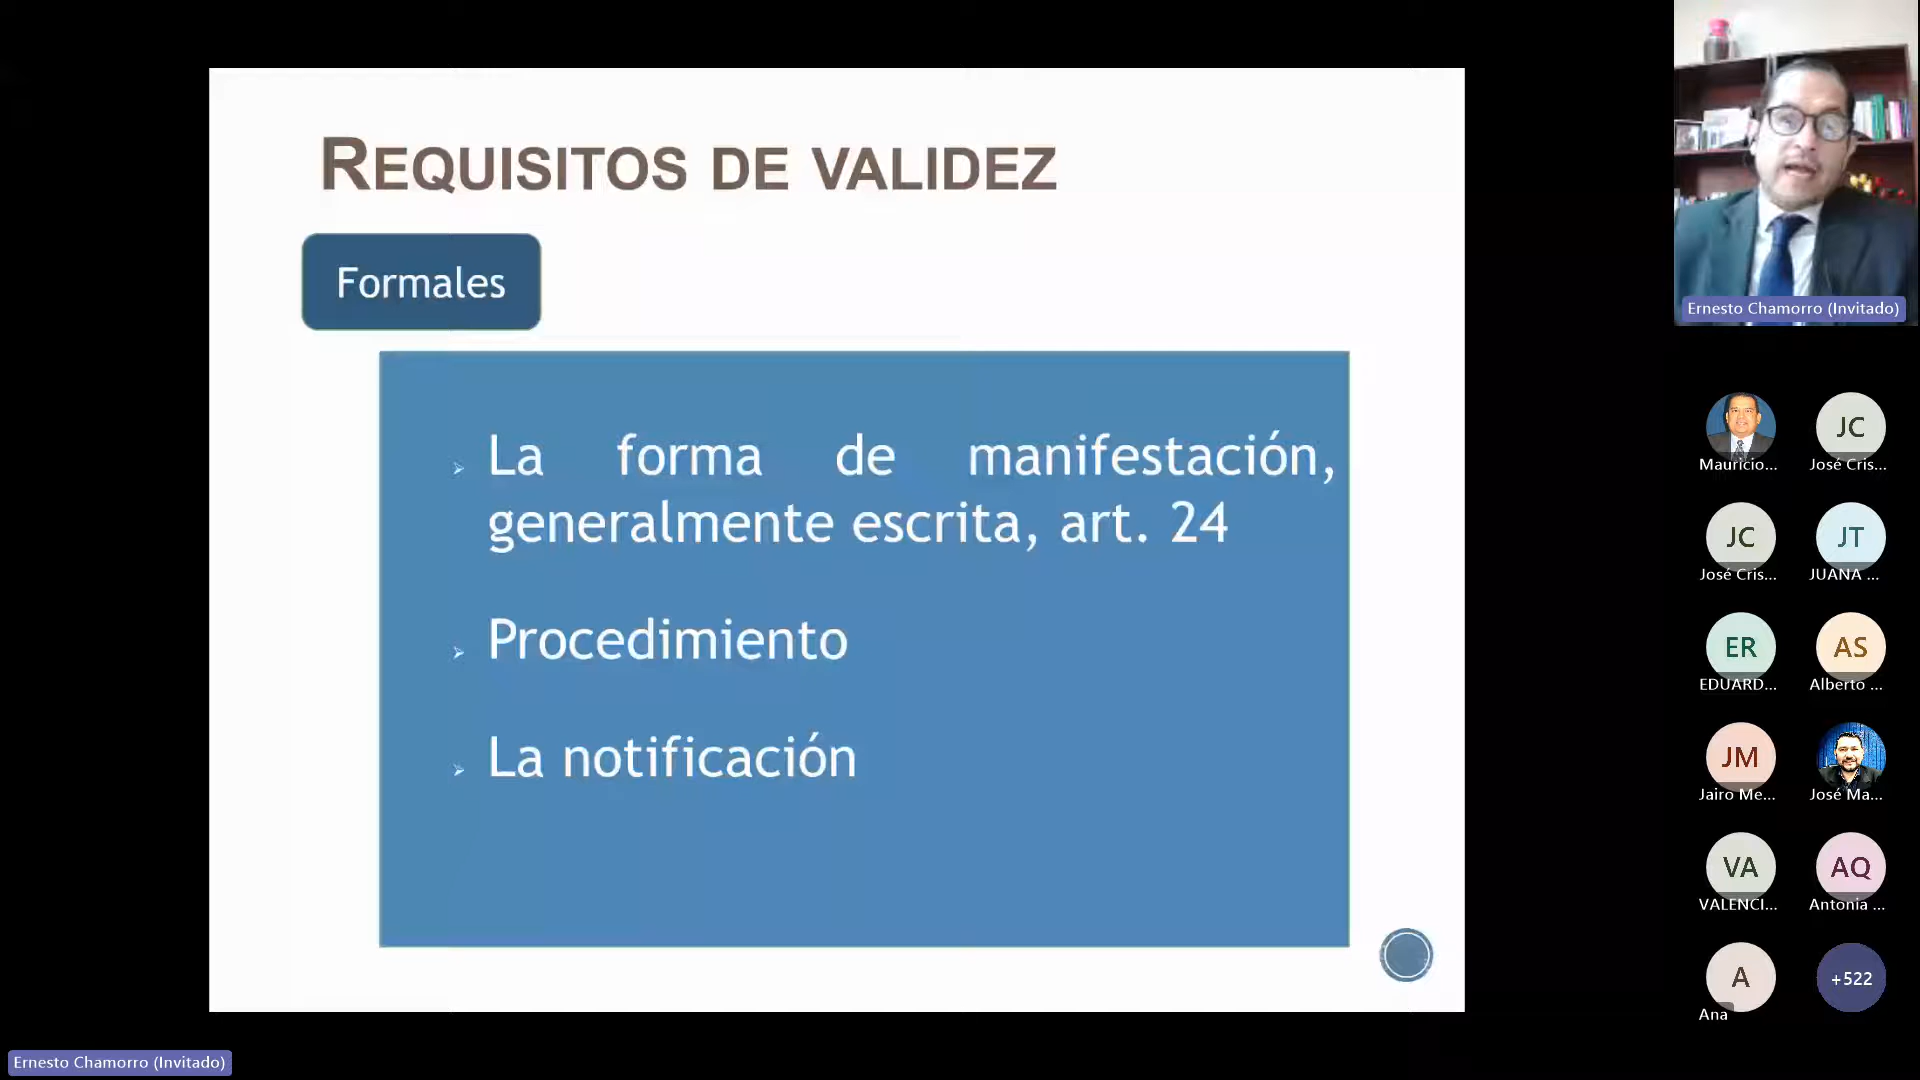 REQUISITOS DE VALIDEZ
Formales
La forma de manifestación,
generalmente escrita, art. 24
Procedimiento
La notificación
Ernesto Chamorro (Invitado)
Mauricio...
JC
José Cris...
JC
José Cris...
JT
JUANA ...
ER
EDUARD...
AS
Alberto ...
JM
Jairo Me...
José Ma...
VA
VALENCI...
AQ
Antonia ...
A
Ana
+522
Ernesto Chamorro (Invitado)